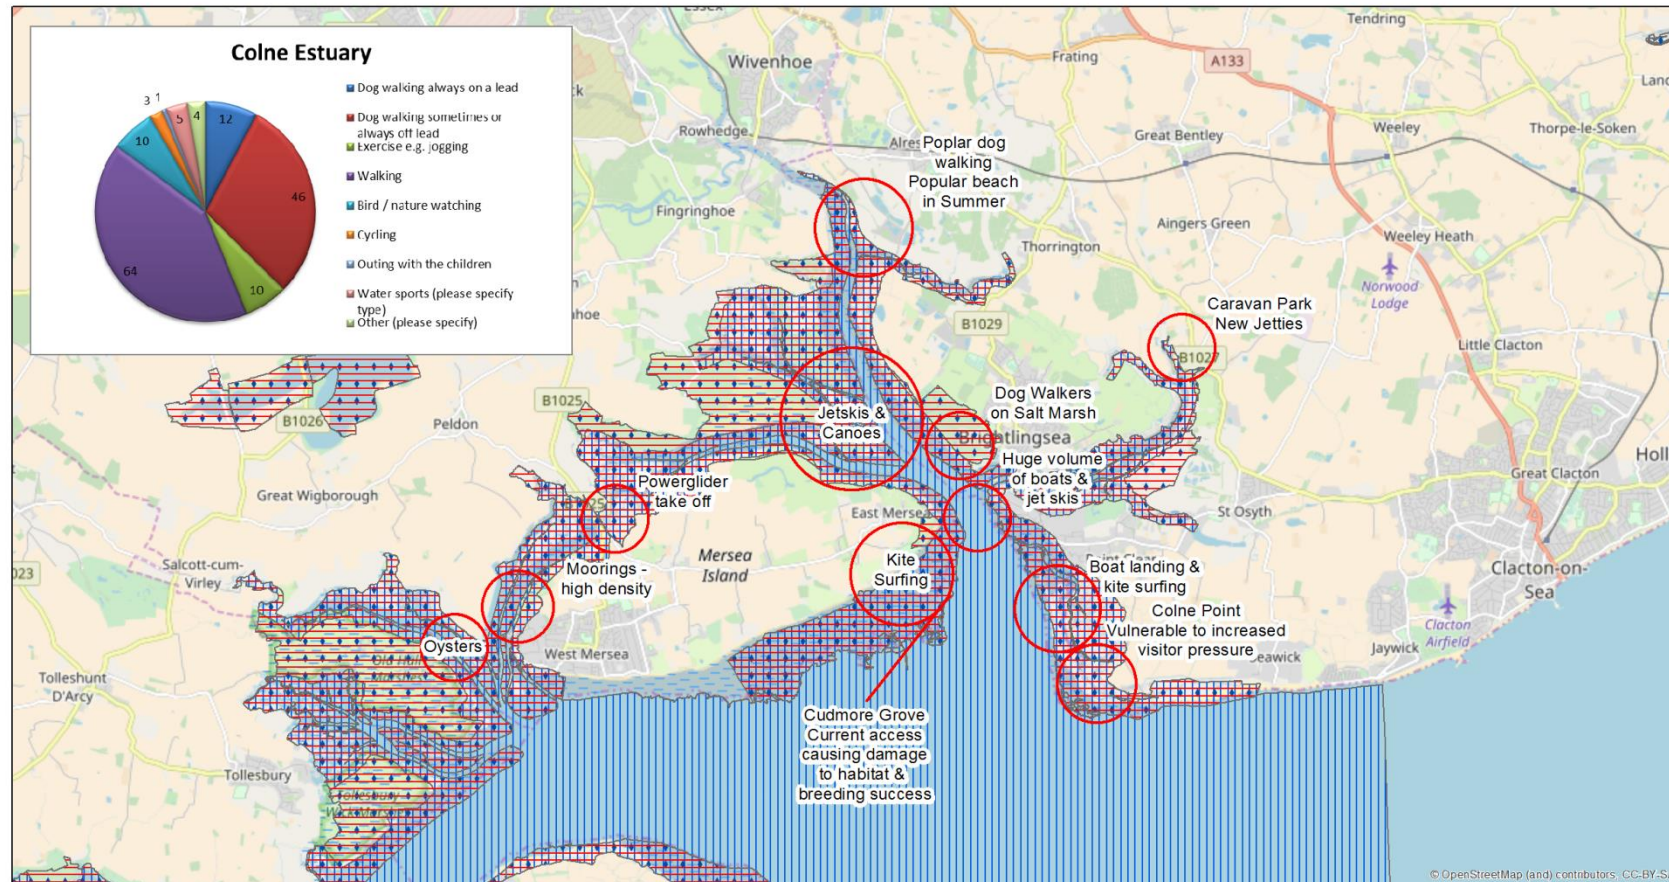 Essex
Tendring
Colne Estuary
Wivenhoe
Frating
A133
Dog walking always on a lead
Dog walking sometimes or
always off lead
Exercise e.g. jogging
Walking
Bird / nature watching
Cycling
Outing with the children
Water sports (please specify
type)
Other (please specify)
12
46
10
64
10
3
1
5
4
Rowhedge
Great Bentley
Weeley
Thorpe-le-Soken
Poplar dog
walking
Popular beach
in Summer
Fingringhoe
Aingers Green
Weeley Heath
Thorrington
Norwood
Lodge
Caravan Park
New Jetties
B1029
B1027
Little Clacton
B1025
B1026
Peldon
Jetskis &
Canoes
Dog Walkers
on Salt Marsh
Brightlingsea
Huge volume
of boats &
jet skis
Great Clacton
Great Wigborough
Powerglider
take off
East Mersea
St Osyth
Mersea
Island
Kite
Surfing
Salcott-cum-
Virley
Moorings -
high density
Point Clear
Boat landing &
kite surfing
Clacton-on-
Sea
Colne Point
Vulnerable to increased
visitor pressure
Clacton
Airfield
Jaywick
Oysters
West Mersea
Tolleshunt
D'Arcy
Cudmore Grove
Current access
causing damage
to habitat &
breeding success
Tollesbury
© OpenStreetMap (and) contributors, CC-BY-S